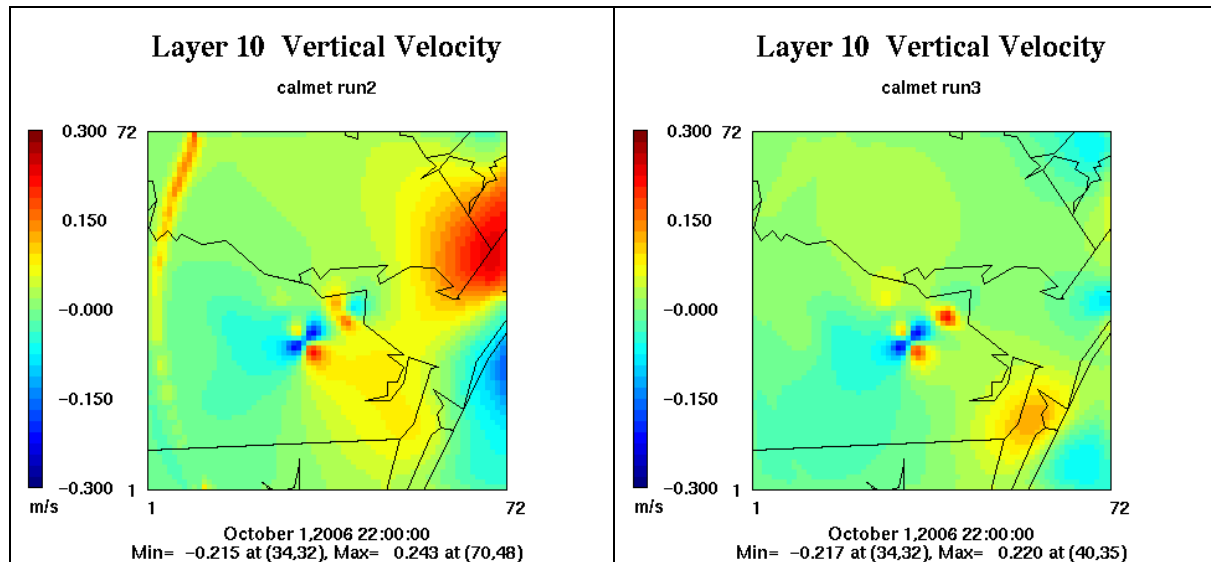 Layer 10 Vertical Velocity
calmet run2
0.300
0.150
−0.000
−0.150
−0.300
m/s
72
1
1
72
October 1,2006 22:00:00
Min= −0.215 at (34,32), Max= 0.243 at (70,48)
Layer 10 Vertical Velocity
calmet run3
0.300
0.150
−0.000
−0.150
−0.300
m/s
72
1
1
72
October 1,2006 22:00:00
Min= −0.217 at (34,32), Max= 0.220 at (40,35)